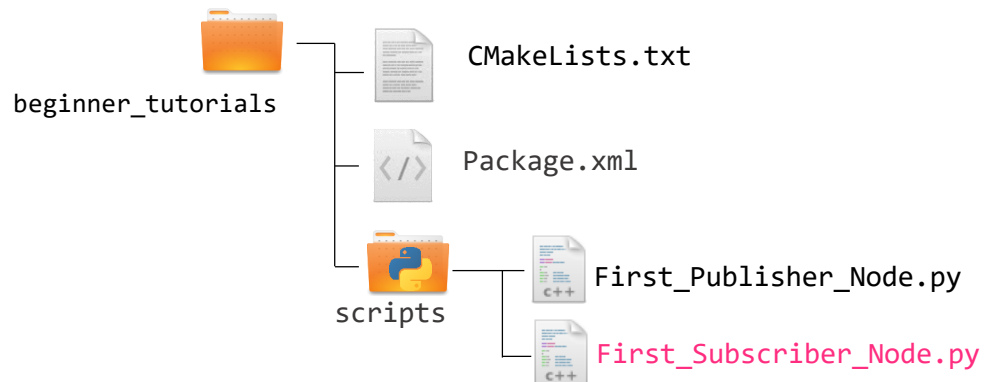 CMakeLists.txt
beginner_tutorials
</>
Package.xml
scripts
C++
First_Publisher_Node.py
C++
First_Subscriber_Node.py